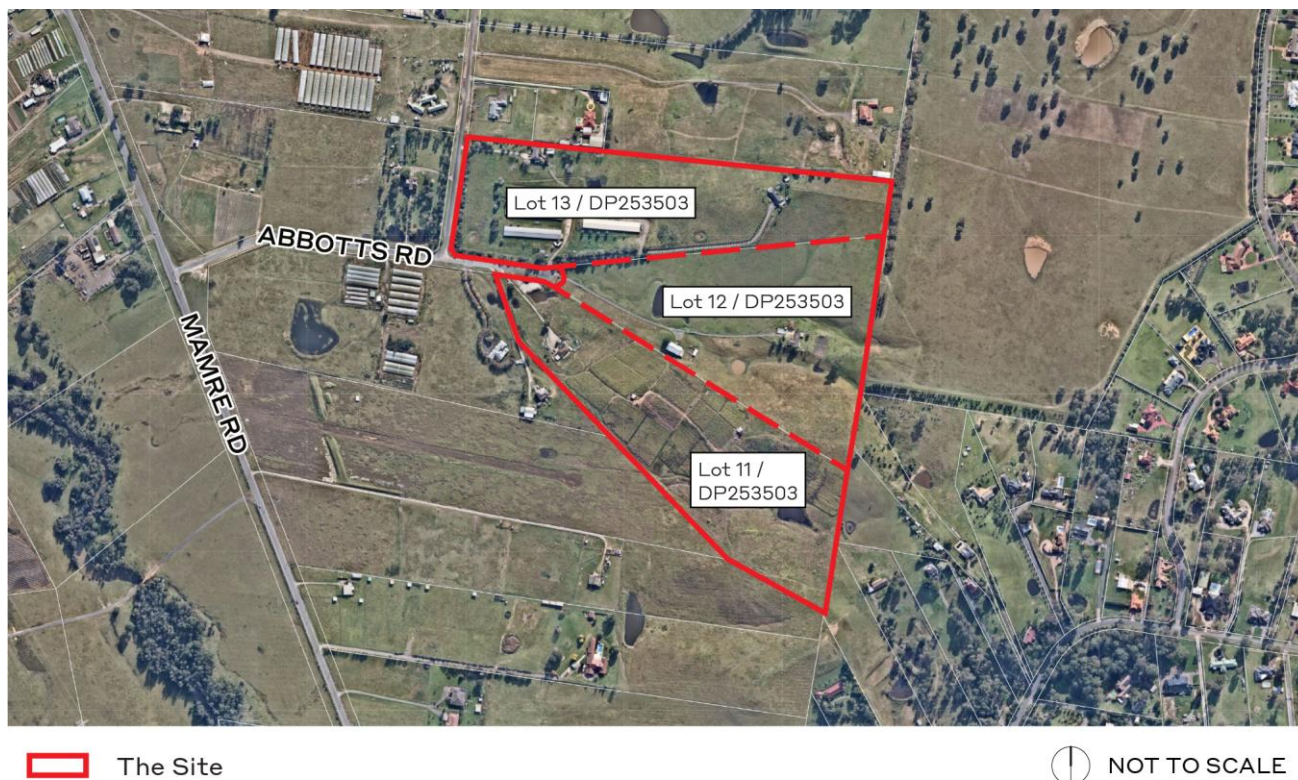 Lot 13 / DP253503
ABBOTTS RD
Lot 12 / DP253503
MAMRE RD
Lot 11 /
DP253503
The Site
NOT TO SCALE